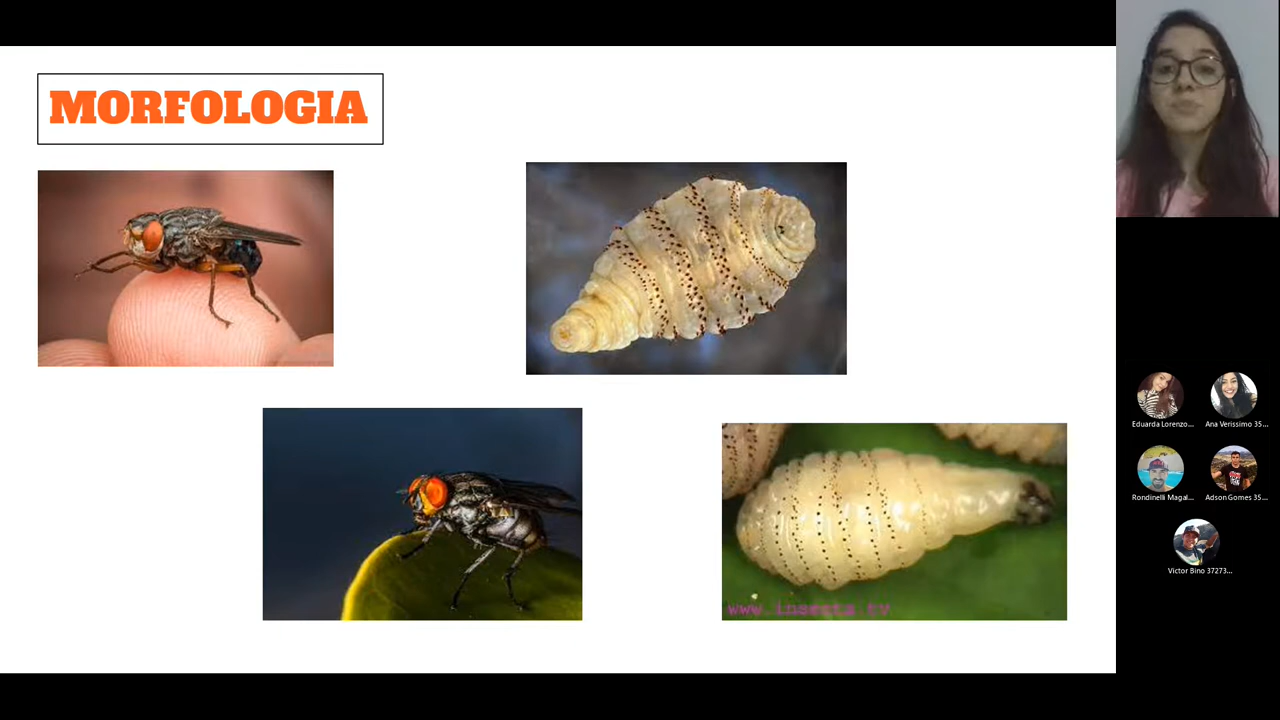 MORFOLOGIA
www.insecta.tv
Eduarda Lorenzo...
Ana Verissimo 35...
Rondinelli Magal...
Adson Gomes 35...
Victor Bino 37273...